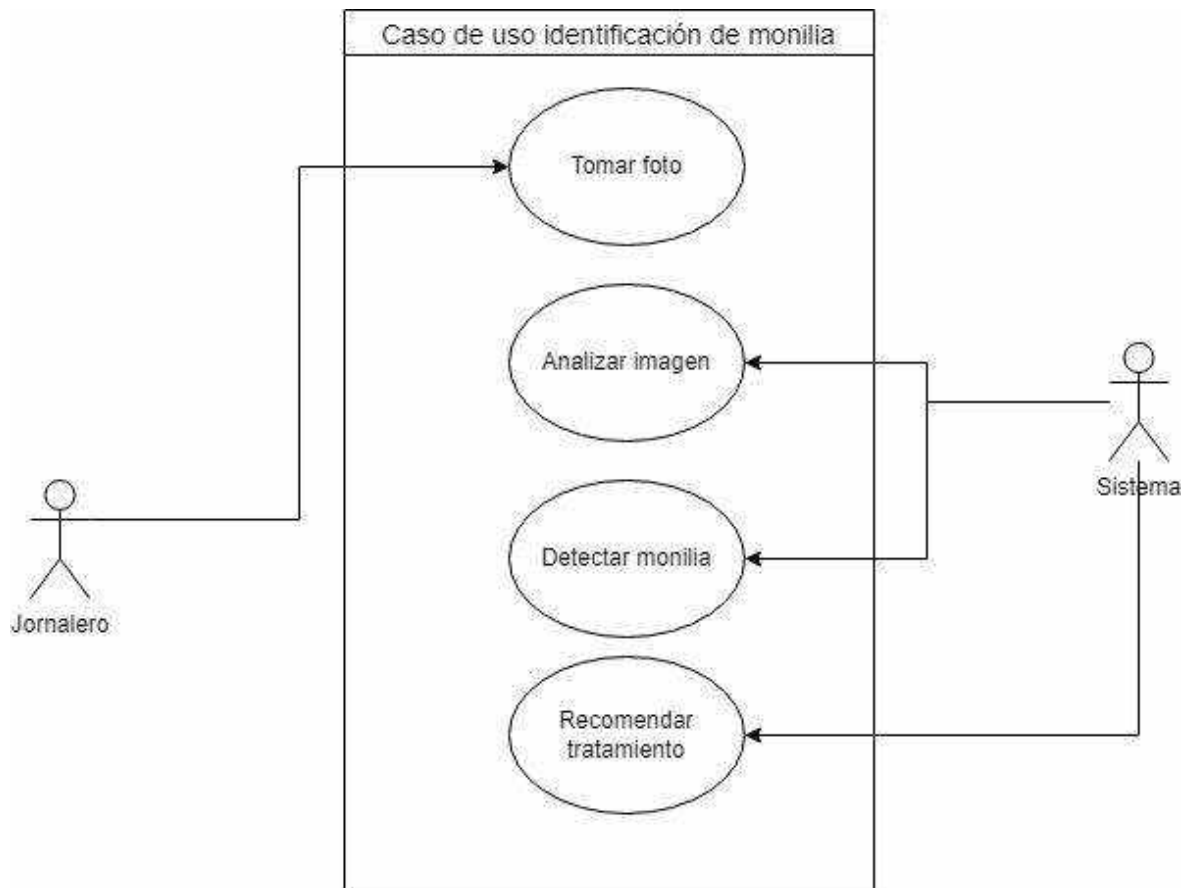 Caso de uso identificación de monilia
Tomar foto
Analizar imagen
Sistema
Detectar monilia
Jornalero
Recomendar
tratamiento